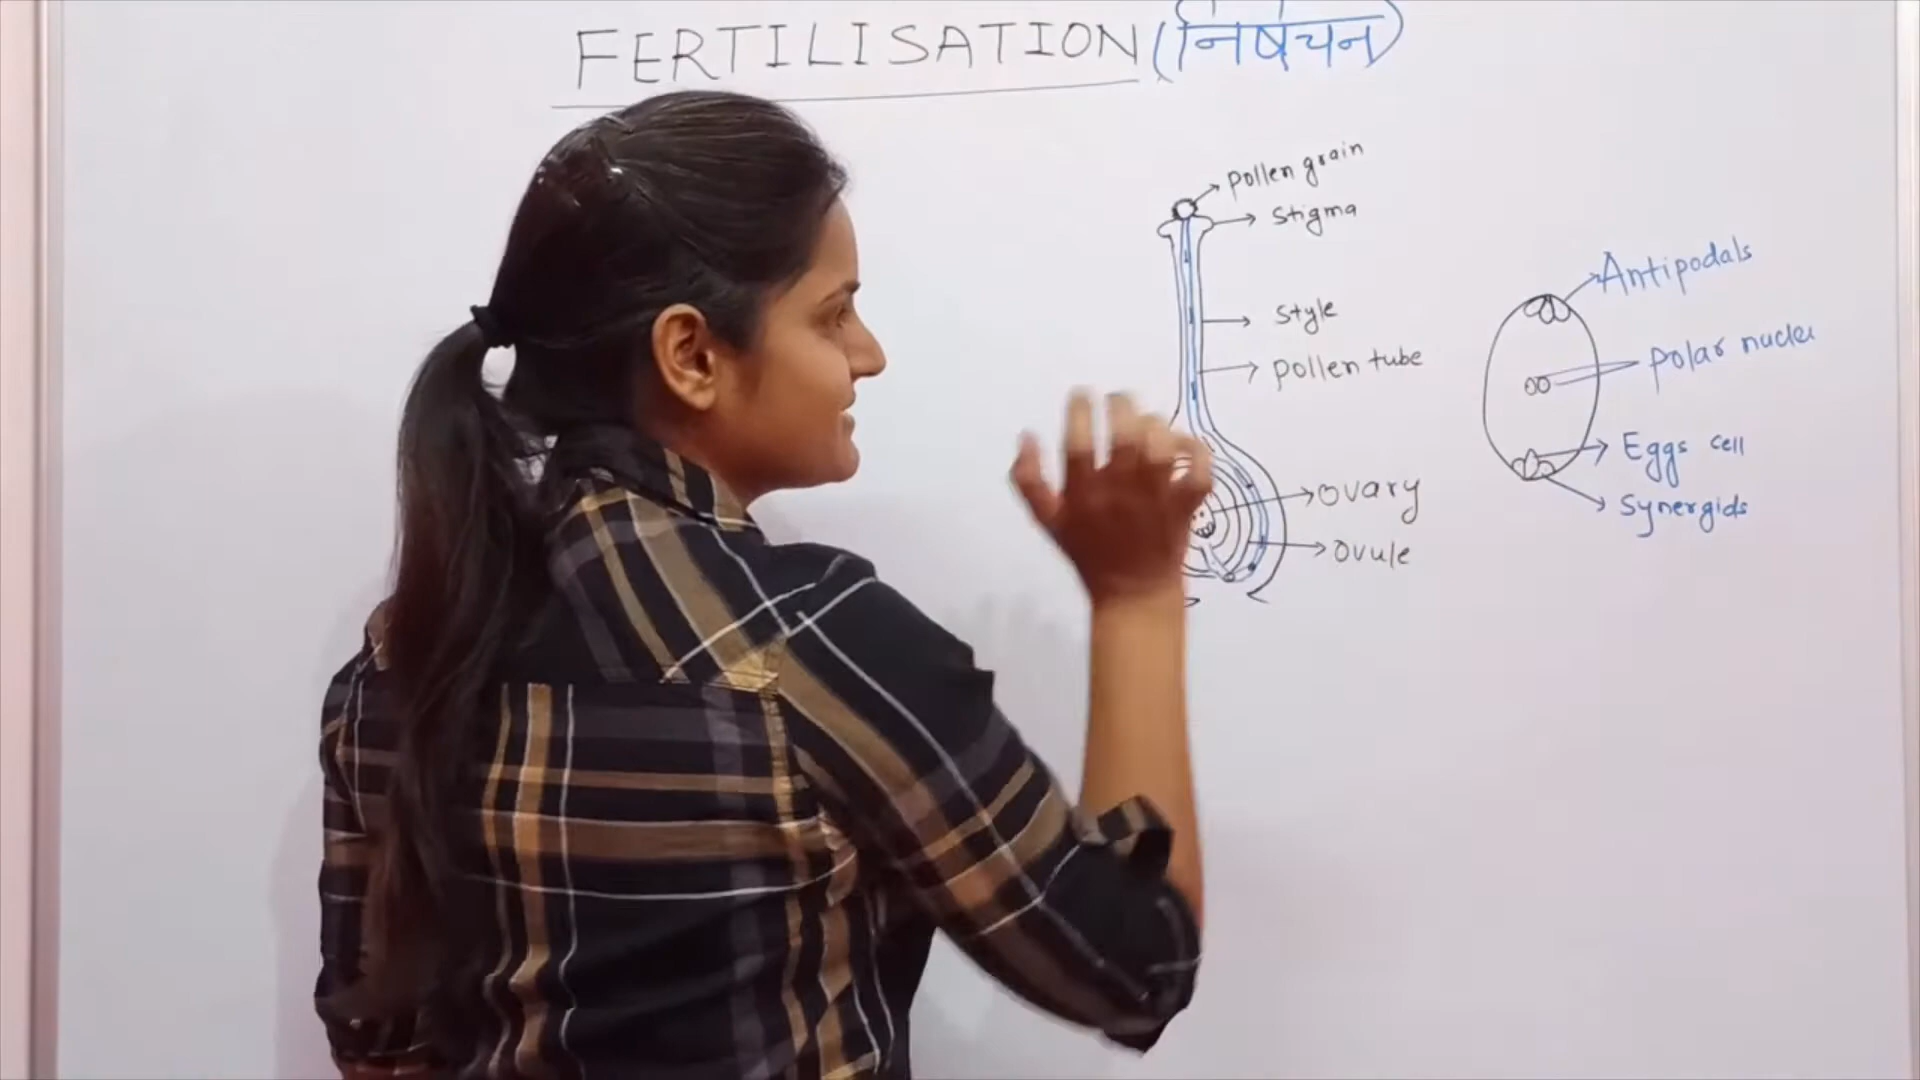 FERTILISATION (निषेचन)
Pollen grain
Stigma
Style
Pollen tube
Ovary
Ovule
Antipodals
Polar nuclei
Eggs cell
Synergids